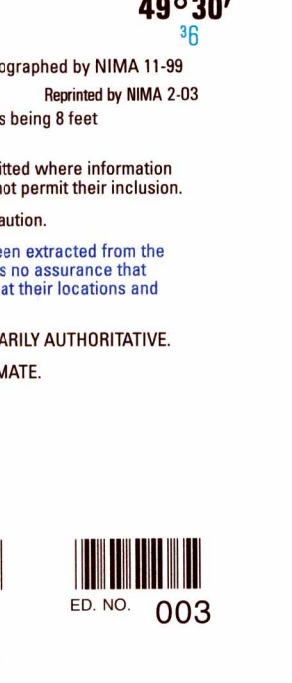 49°30′
³6
ographed by NIMA 11-99
Reprinted by NIMA 2-03
s being 8 feet
itted where information
not permit their inclusion.
aution.
een extracted from the
s no assurance that
at their locations and
ARILY AUTHORITATIVE.
MATE.
ED. NO. 003